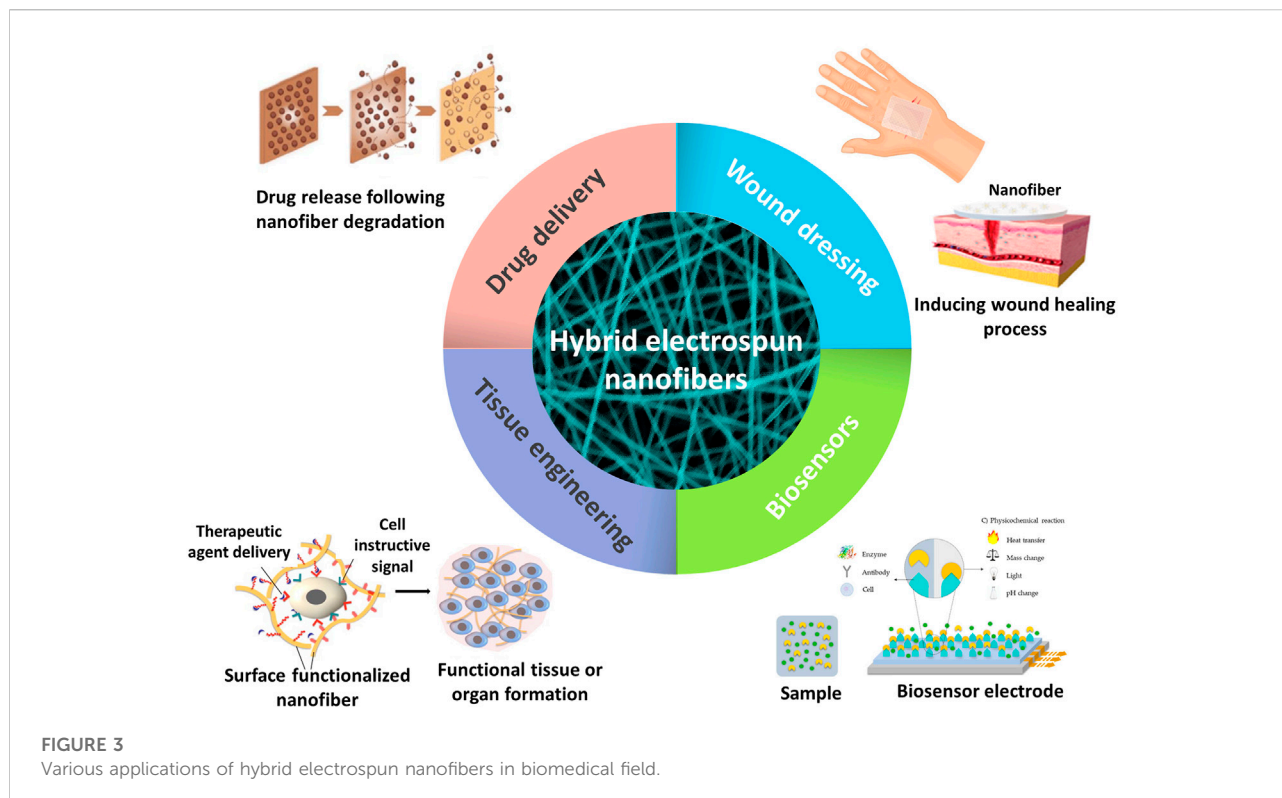 Drug release following
nanofiber degradation
Drug delivery
Wound dressing
Nanofiber
Inducing wound healing
process
Hybrid electrospun
nanofibers
Tissue engineering
Biosensors
Therapeutic
agent delivery
Cell
instructive
signal
Surface functionalized
nanofiber
Functional tissue or
organ formation
Enzyme
Antibody
Cell
C) Physicochemical reaction
Heat transfer
Mass change
Light
pH change
Sample
Biosensor electrode
FIGURE 3
Various applications of hybrid electrospun nanofibers in biomedical field.